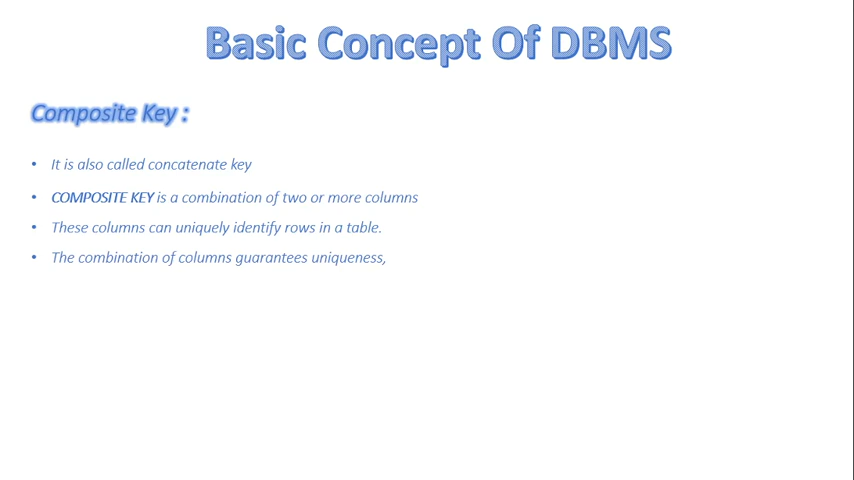 Basic Concept Of DBMS
Composite Key :
• It is also called concatenate key
• COMPOSITE KEY is a combination of two or more columns
• These columns can uniquely identify rows in a table.
• The combination of columns guarantees uniqueness,